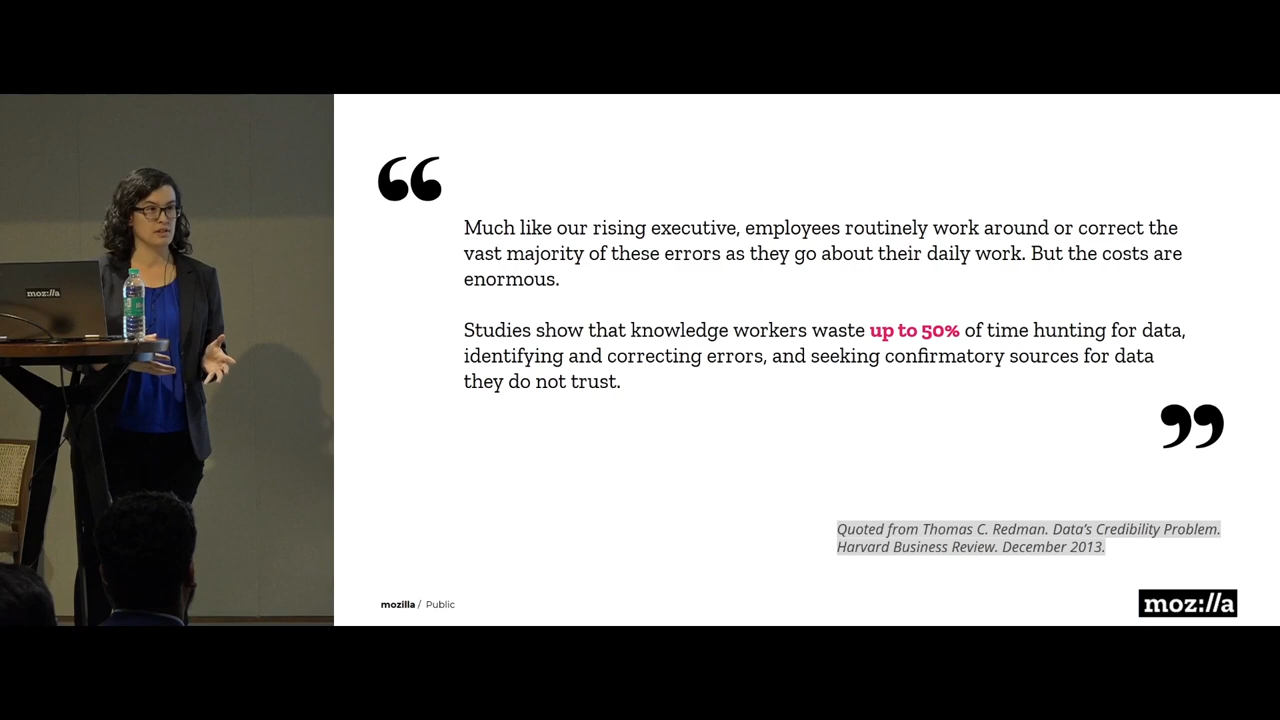 “
Much like our rising executive, employees routinely work around or correct the
vast majority of these errors as they go about their daily work. But the costs are
enormous.
Studies show that knowledge workers waste up to 50% of time hunting for data,
identifying and correcting errors, and seeking confirmatory sources for data
they do not trust.
”
Quoted from Thomas C. Redman. Data’s Credibility Problem.
Harvard Business Review. December 2013.
mozilla / Public
moz://a
moz://a